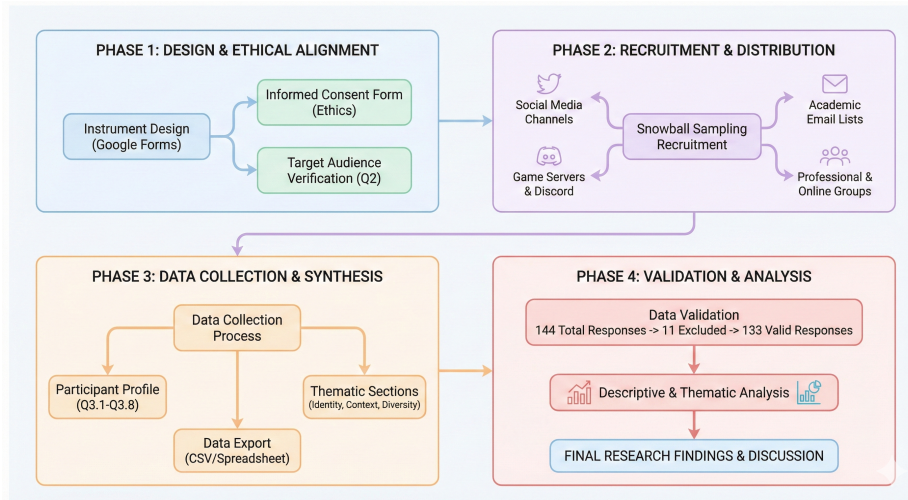 PHASE 1: DESIGN & ETHICAL ALIGNMENT
Instrument Design
(Google Forms)
Informed Consent Form
(Ethics)
Target Audience
Verification (Q2)
PHASE 2: RECRUITMENT & DISTRIBUTION
Social Media
Channels
Academic
Email Lists
Snowball Sampling
Recruitment
Game Servers
& Discord
Professional &
Online Groups
PHASE 3: DATA COLLECTION & SYNTHESIS
Data Collection
Process
Participant Profile
(Q3.1-Q3.8)
Thematic Sections
(Identity, Context, Diversity)
Data Export
(CSV/Spreadsheet)
PHASE 4: VALIDATION & ANALYSIS
Data Validation
144 Total Responses -> 11 Excluded -> 133 Valid Responses
Descriptive & Thematic Analysis
FINAL RESEARCH FINDINGS & DISCUSSION